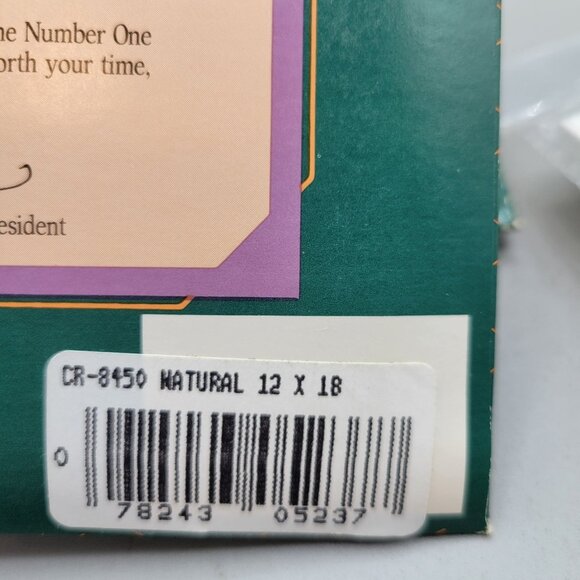 he Number One
orth your time,
esident
CR-8450 NATURAL 12 X 18
0
78243 05237